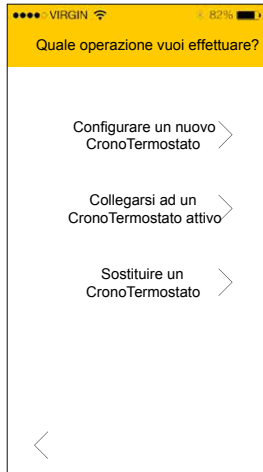 VIRGIN 82%
Quale operazione vuoi effettuare?
Configurare un nuovo
CronoTermostato
Collegarsi ad un
CronoTermostato attivo
Sostituire un
CronoTermostato